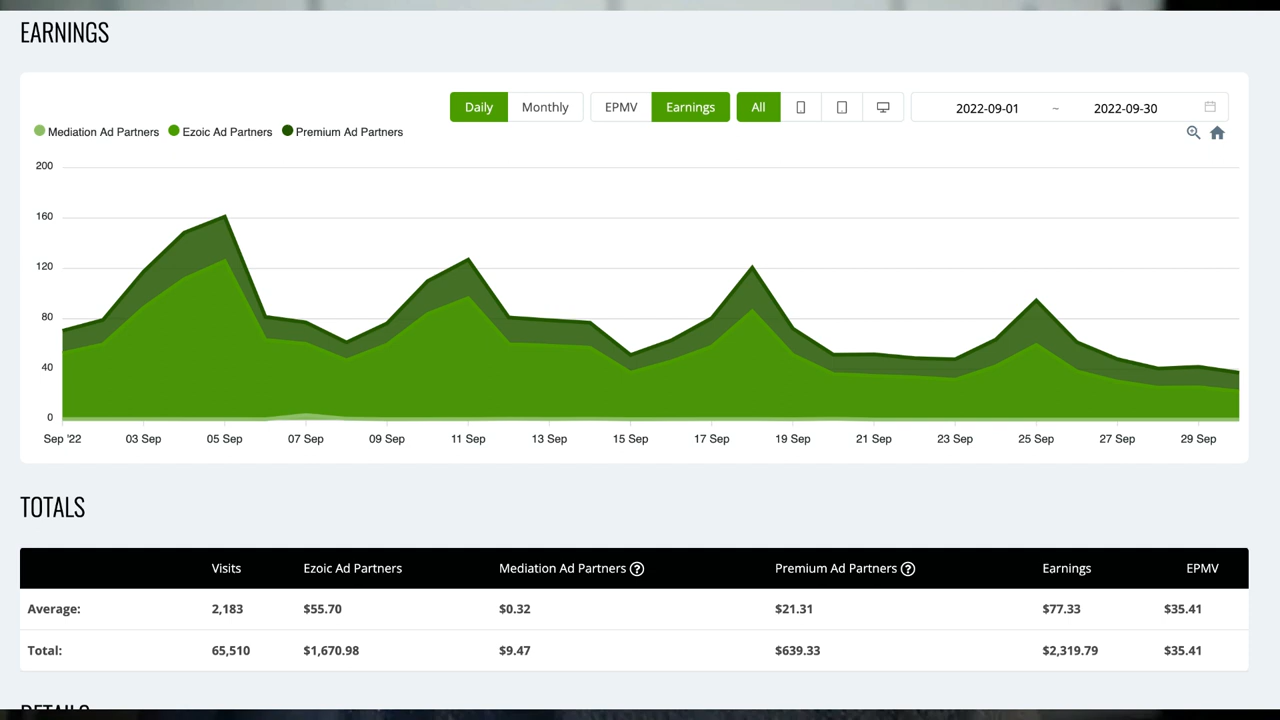 EARNINGS
Daily Monthly EPMV Earnings All 2022-09-01 ~ 2022-09-30
Mediation Ad Partners Ezoic Ad Partners Premium Ad Partners
200
160
120
80
40
0
Sep '22 03 Sep 05 Sep 07 Sep 09 Sep 11 Sep 13 Sep 15 Sep 17 Sep 19 Sep 21 Sep 23 Sep 25 Sep 27 Sep 29 Sep
TOTALS
Visits Ezoic Ad Partners Mediation Ad Partners ? Premium Ad Partners ? Earnings EPMV
Average: 2,183 $55.70 $0.32 $21.31 $77.33 $35.41
Total: 65,510 $1,670.98 $9.47 $639.33 $2,319.79 $35.41
DETAILS